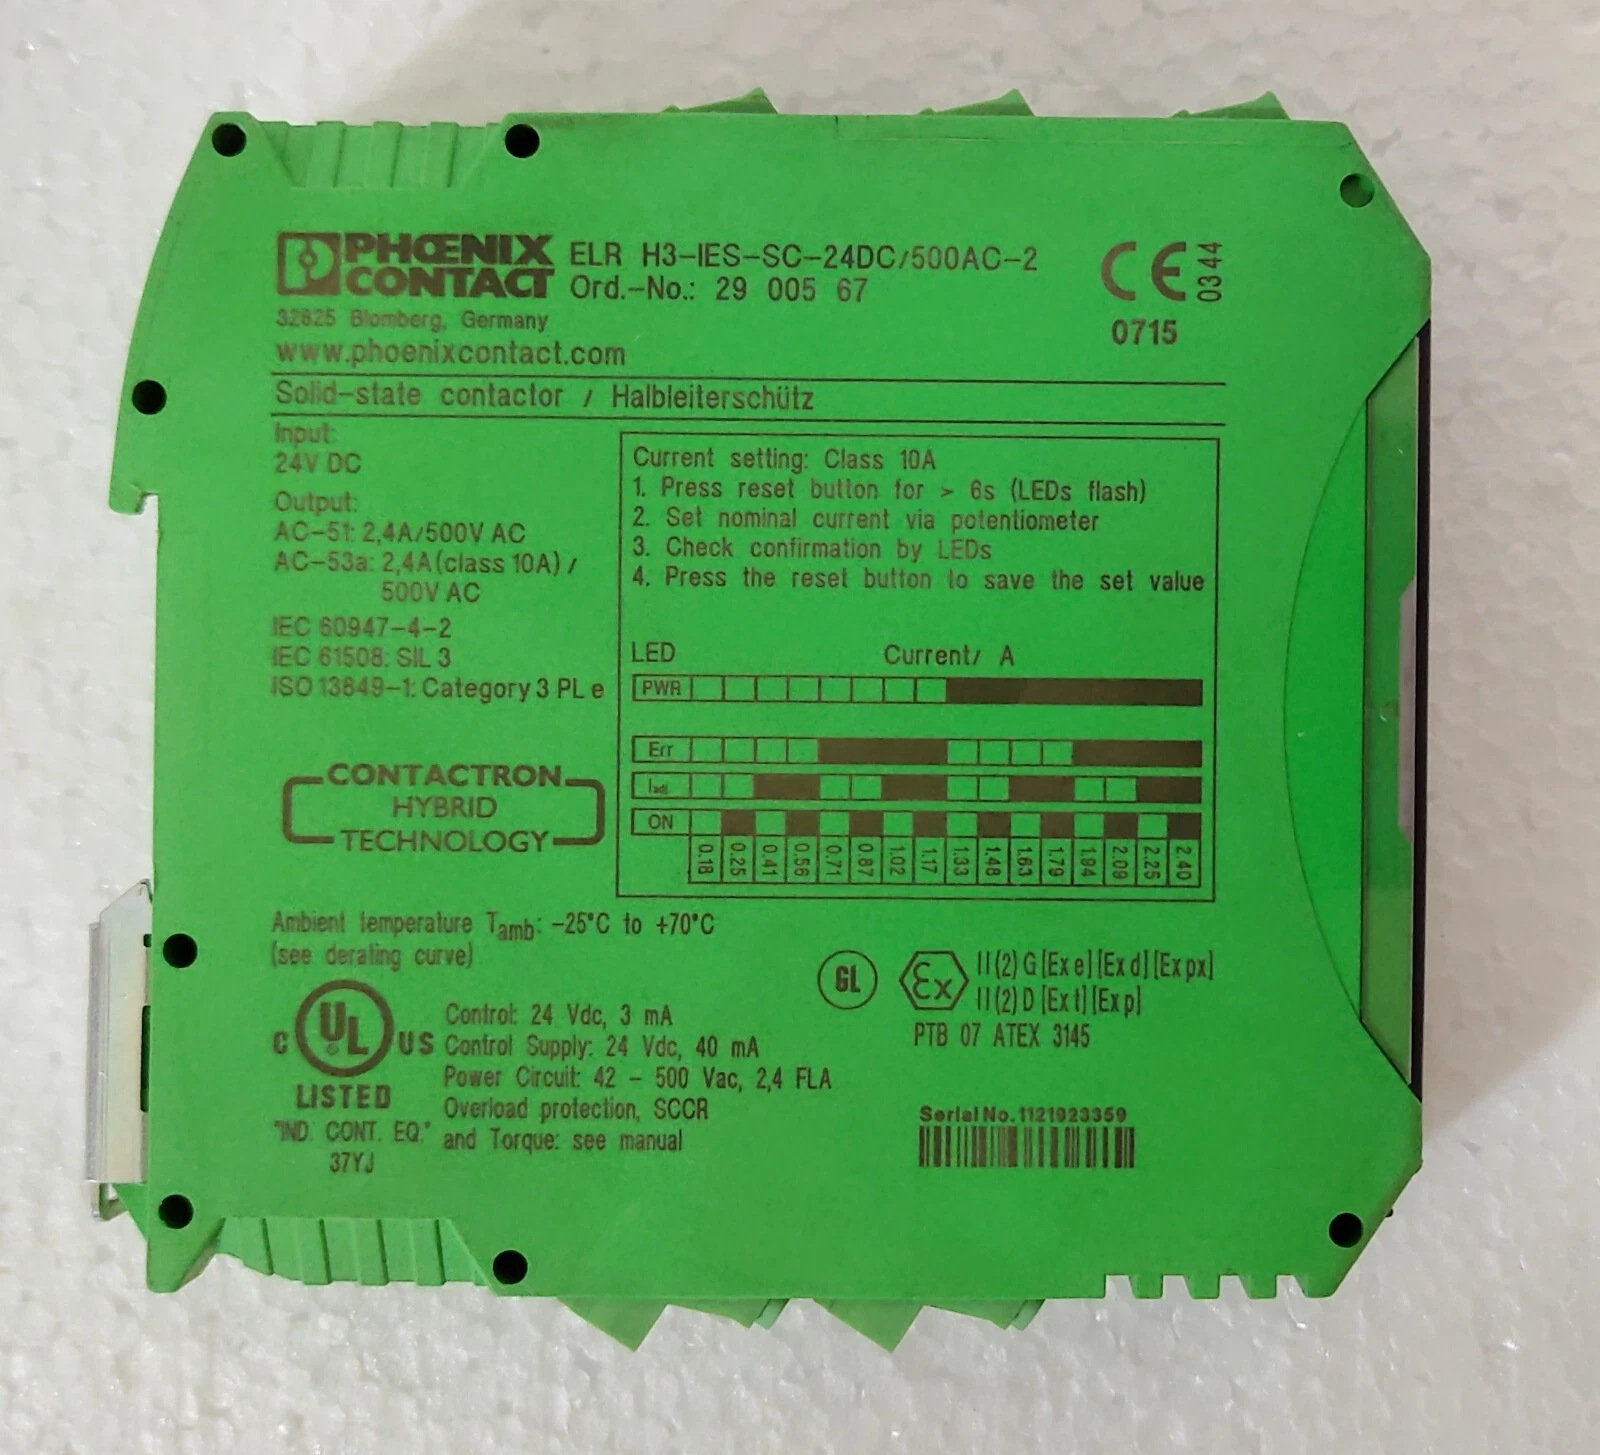 PHŒNIX
CONTACT
ELR H3-IES-SC-24DC/500AC-2
Ord.-No.: 29 005 67
CE 0344
0715
32825 Blomberg, Germany
www.phoenixcontact.com
Solid-state contactor / Halbleiterschütz
Input:
24V DC
Output:
AC-51: 2,4A/500V AC
AC-53a: 2,4A (class 10A) /
500V AC
IEC 60947-4-2
IEC 61508: SIL 3
ISO 13849-1: Category 3 PL e
Current setting: Class 10A
1. Press reset button for > 6s (LEDs flash)
2. Set nominal current via potentiometer
3. Check confirmation by LEDs
4. Press the reset button to save the set value
LED Current/ A
PWR
Err
Iadj
ON
0.18 0.25 0.41 0.56 0.71 0.87 1.02 1.17 1.33 1.48 1.63 1.79 1.94 2.09 2.25 2.40
CONTACTRON
HYBRID
TECHNOLOGY
Ambient temperature Tamb: -25°C to +70°C
(see derating curve)
GL
Ex
II (2) G [Ex e] [Ex d] [Ex px]
II (2) D [Ex t] [Ex p]
PTB 07 ATEX 3145
C UL US
LISTED
"IND. CONT. EQ."
37YJ
Control: 24 Vdc, 3 mA
Control Supply: 24 Vdc, 40 mA
Power Circuit: 42 - 500 Vac, 2,4 FLA
Overload protection, SCCR
and Torque: see manual
Serial No. 1121923359